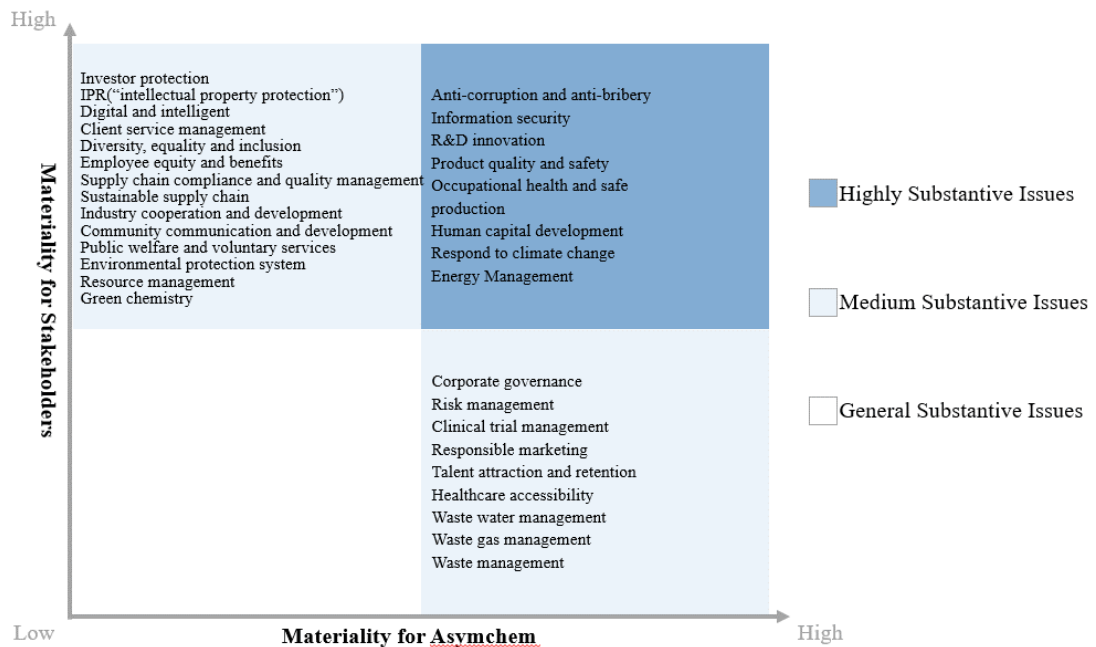 High
Investor protection
IPR(“intellectual property protection”)
Digital and intelligent
Client service management
Diversity, equality and inclusion
Employee equity and benefits
Supply chain compliance and quality management
Sustainable supply chain
Industry cooperation and development
Community communication and development
Public welfare and voluntary services
Environmental protection system
Resource management
Green chemistry
Anti-corruption and anti-bribery
Information security
R&D innovation
Product quality and safety
Occupational health and safe
production
Human capital development
Respond to climate change
Energy Management
Materiality for Stakeholders
Highly Substantive Issues
Medium Substantive Issues
General Substantive Issues
Corporate governance
Risk management
Clinical trial management
Responsible marketing
Talent attraction and retention
Healthcare accessibility
Waste water management
Waste gas management
Waste management
Low
Materiality for Asymchem
High